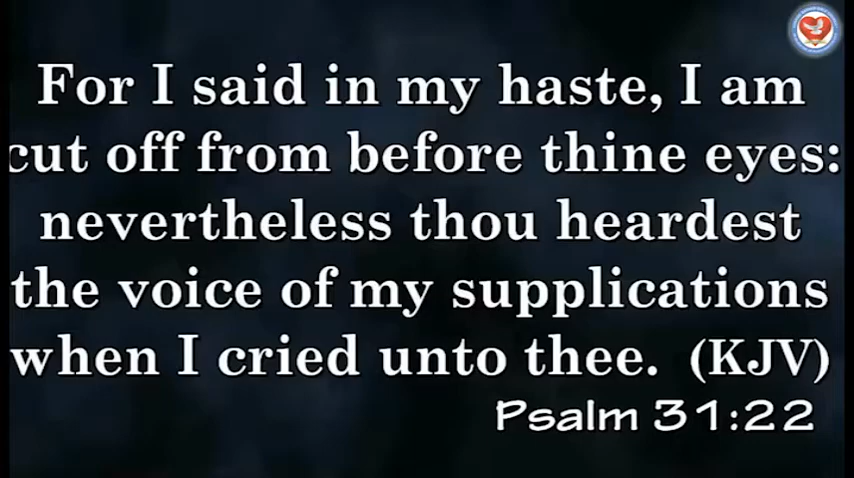 For I said in my haste, I am
cut off from before thine eyes:
nevertheless thou heardest
the voice of my supplications
when I cried unto thee. (KJV)
Psalm 31:22